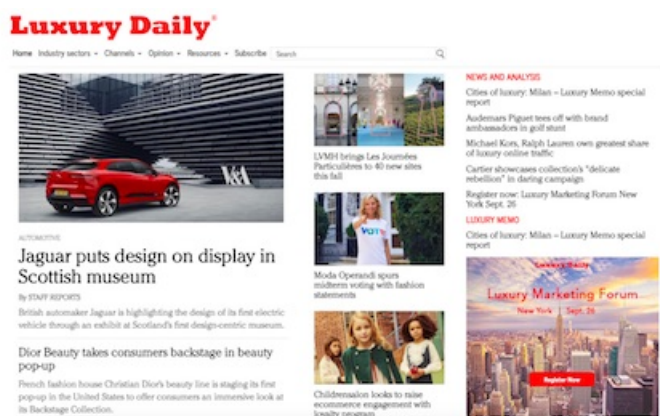 Luxury Daily®
Home Industry sectors Channels Opinion Resources Subscribe Search
V&A
AUTOMOTIVE
Jaguar puts design on display in
Scottish museum
By STAFF REPORTS
British automaker Jaguar is highlighting the design of its first electric
vehicle through an exhibit at Scotland's first design-centric museum.
Dior Beauty takes consumers backstage in beauty
pop-up
French fashion house Christian Dior's beauty line is staging its first
pop-up in the United States to offer consumers an immersive look at
its Backstage Collection.
LVMH brings Les Journées
Particulières to 40 new sites
this fall
VOTE
Moda Operandi spurs
midterm voting with fashion
statements
Childrensalon looks to raise
ecommerce engagement with
loyalty program
NEWS AND ANALYSIS
Cities of luxury: Milan – Luxury Memo special
report
Audemars Piguet tees off with brand
ambassadors in golf stunt
Michael Kors, Ralph Lauren own greatest share
of luxury online traffic
Cartier showcases collection's "delicate
rebellion" in daring campaign
Register now: Luxury Marketing Forum New
York Sept. 26
LUXURY MEMO
Cities of luxury: Milan – Luxury Memo special
report
Luxury Daily
Luxury Marketing Forum
New York Sept. 26
Register Now